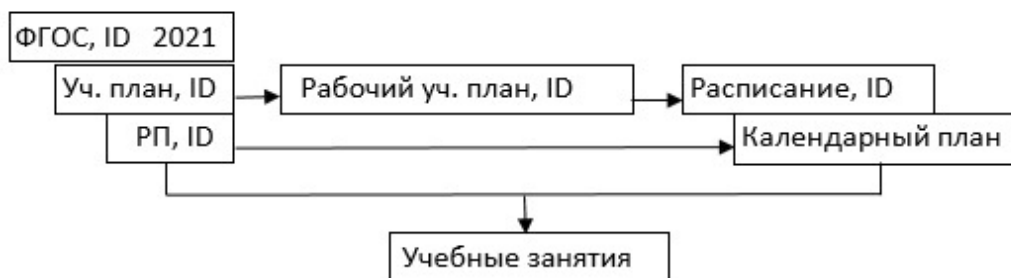 ФГОС, ID 2021
Уч. план, ID
Рабочий уч. план, ID
Расписание, ID
РП, ID
Календарный план
Учебные занятия